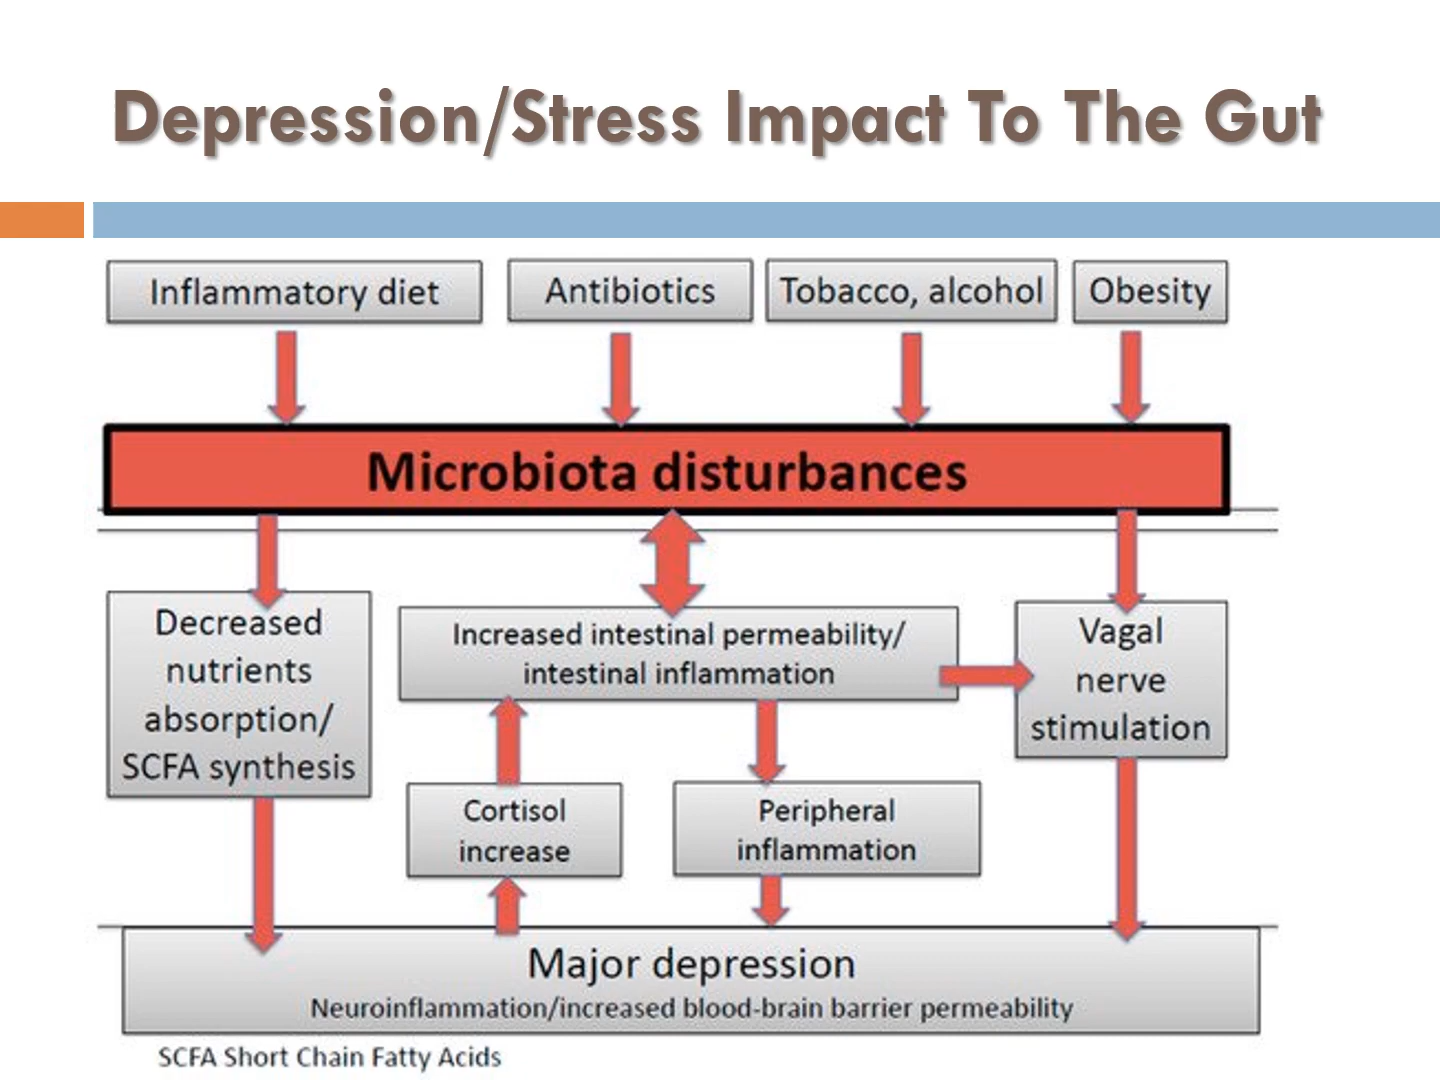 Depression/Stress Impact To The Gut
Inflammatory diet
Antibiotics
Tobacco, alcohol
Obesity
Microbiota disturbances
Decreased
nutrients
absorption/
SCFA synthesis
Increased intestinal permeability/
intestinal inflammation
Vagal
nerve
stimulation
Cortisol
increase
Peripheral
inflammation
Major depression
Neuroinflammation/increased blood-brain barrier permeability
SCFA Short Chain Fatty Acids